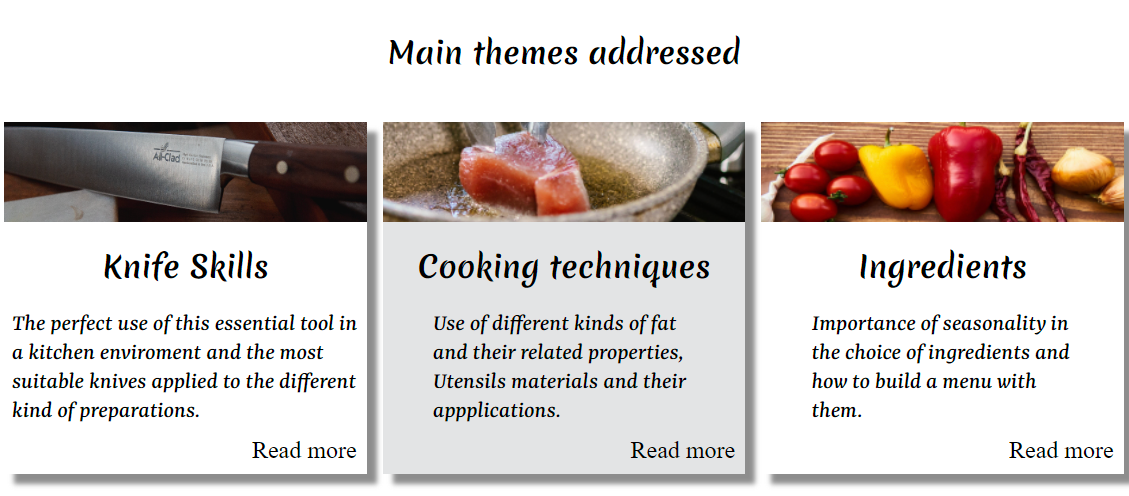 Main themes addressed
All-Clad
Knife Skills
The perfect use of this essential tool in
a kitchen enviroment and the most
suitable knives applied to the different
kind of preparations.
Read more
Cooking techniques
Use of different kinds of fat
and their related properties,
Utensils materials and their
appplications.
Read more
Ingredients
Importance of seasonality in
the choice of ingredients and
how to build a menu with
them.
Read more